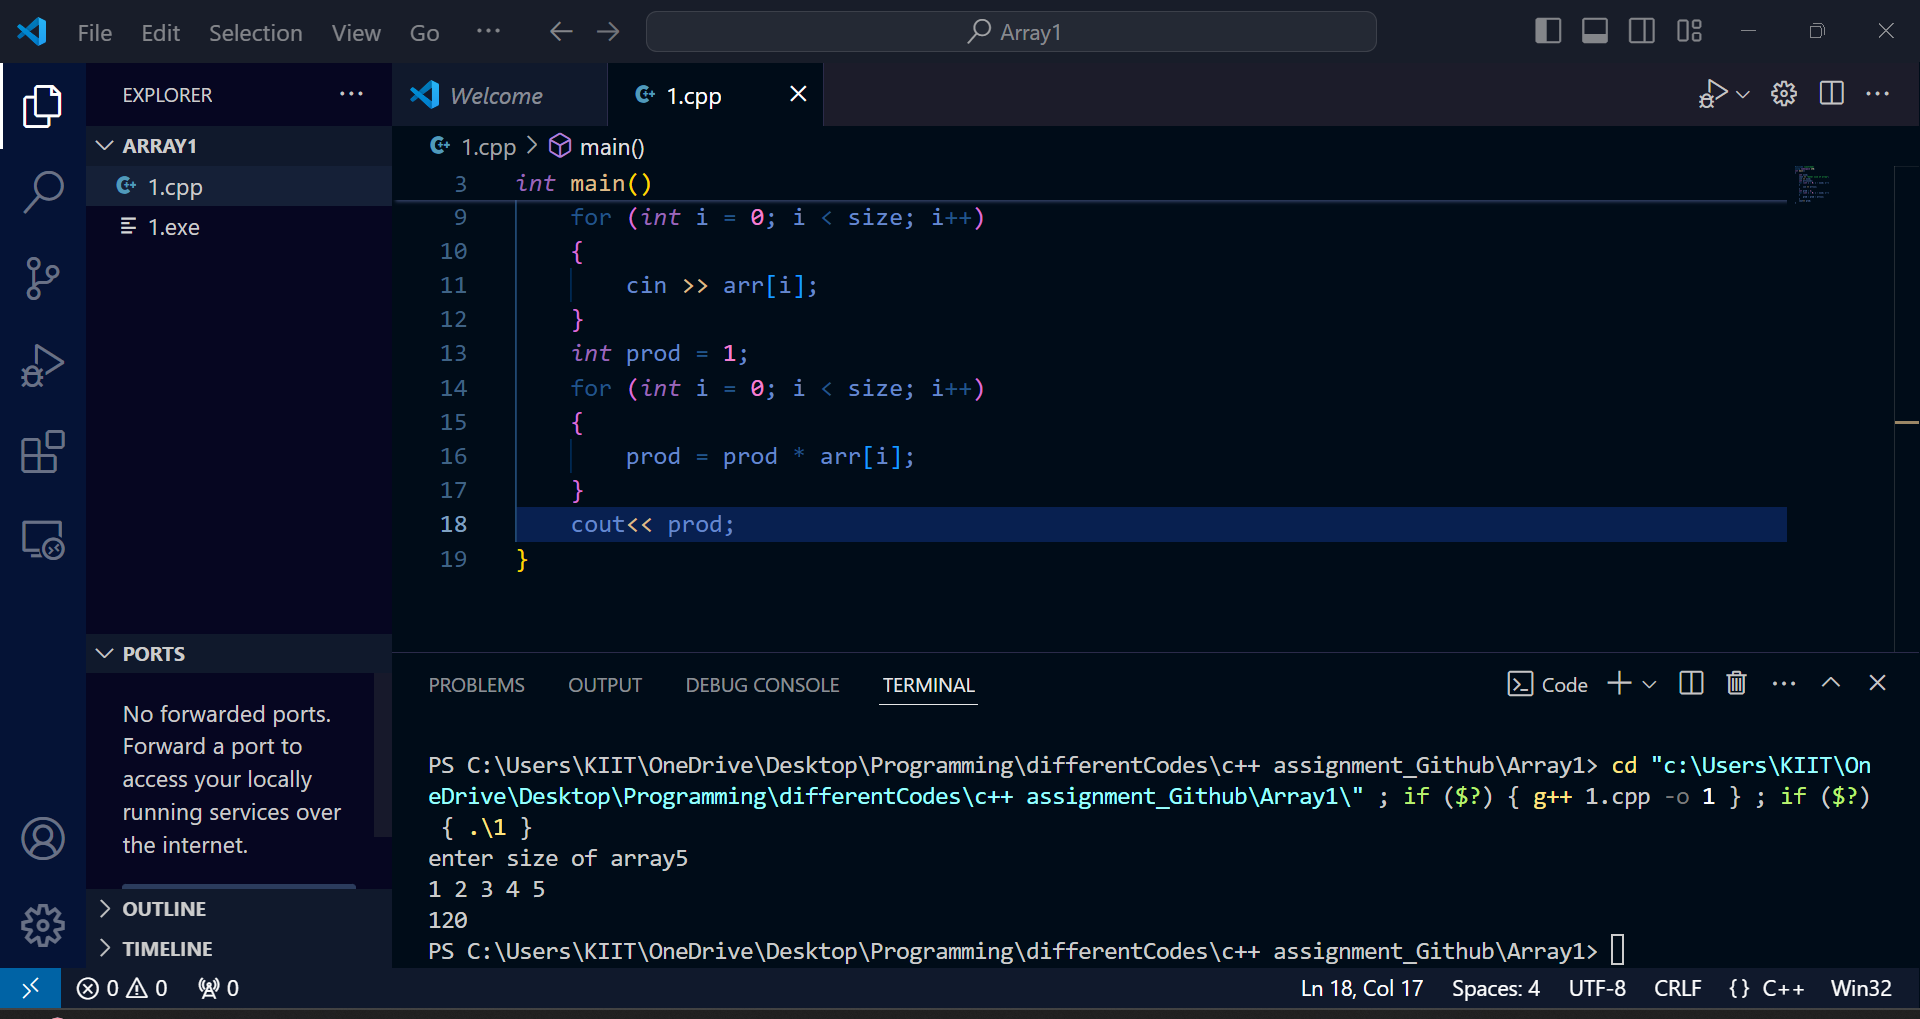 File Edit Selection View Go ··· Array1
EXPLORER ···
ARRAY1
1.cpp
1.exe
Welcome
1.cpp
1.cpp > main()
3 int main()
9 for (int i = 0; i < size; i++)
10 {
11 cin >> arr[i];
12 }
13 int prod = 1;
14 for (int i = 0; i < size; i++)
15 {
16 prod = prod * arr[i];
17 }
18 cout<< prod;
19 }
PORTS
No forwarded ports.
Forward a port to
access your locally
running services over
the internet.
OUTLINE
TIMELINE
PROBLEMS OUTPUT DEBUG CONSOLE TERMINAL Code
PS C:\Users\KIIT\OneDrive\Desktop\Programming\differentCodes\c++ assignment_Github\Array1> cd "c:\Users\KIIT\On
eDrive\Desktop\Programming\differentCodes\c++ assignment_Github\Array1\" ; if ($?) { g++ 1.cpp -o 1 } ; if ($?)
{ .\1 }
enter size of array5
1 2 3 4 5
120
PS C:\Users\KIIT\OneDrive\Desktop\Programming\differentCodes\c++ assignment_Github\Array1>
0 0 0 Ln 18, Col 17 Spaces: 4 UTF-8 CRLF {} C++ Win32